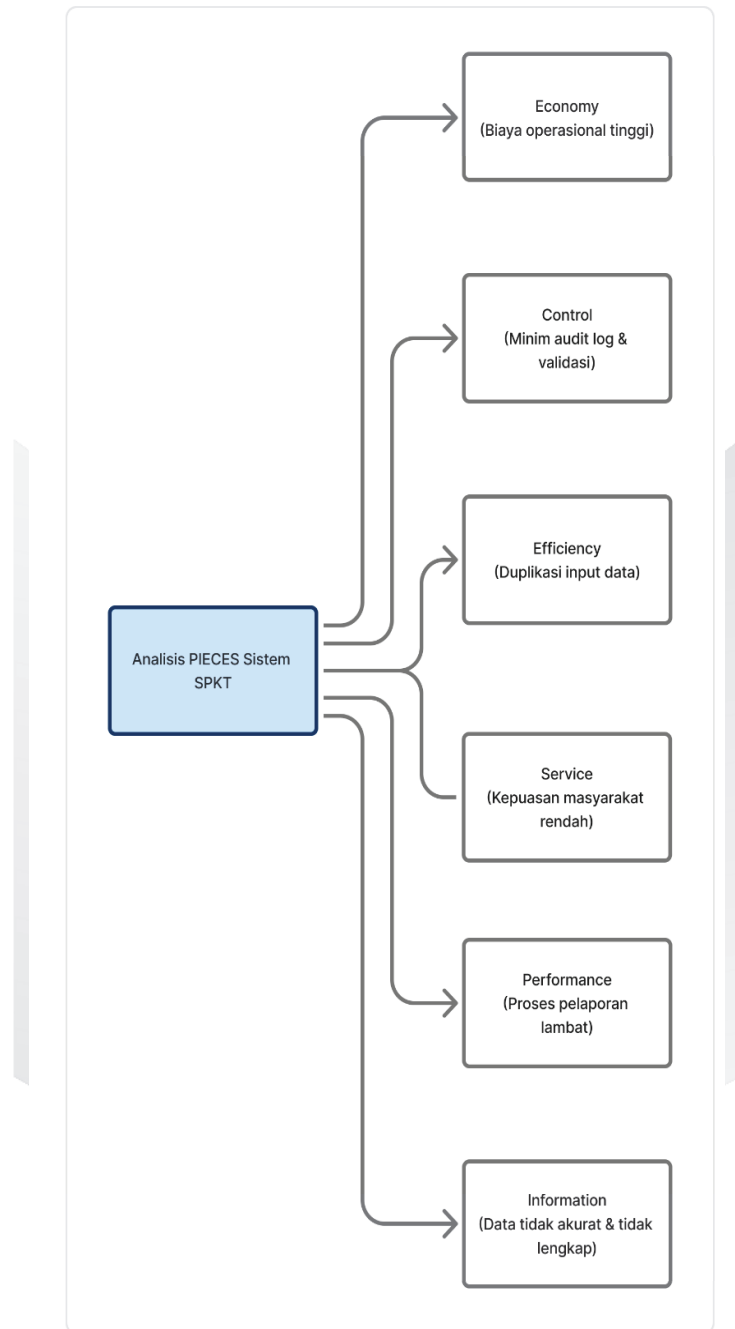 Economy
(Biaya operasional tinggi)
Control
(Minim audit log &
validasi)
Efficiency
(Duplikasi input data)
Analisis PIECES Sistem
SPKT
Service
(Kepuasan masyarakat
rendah)
Performance
(Proses pelaporan
lambat)
Information
(Data tidak akurat & tidak
lengkap)